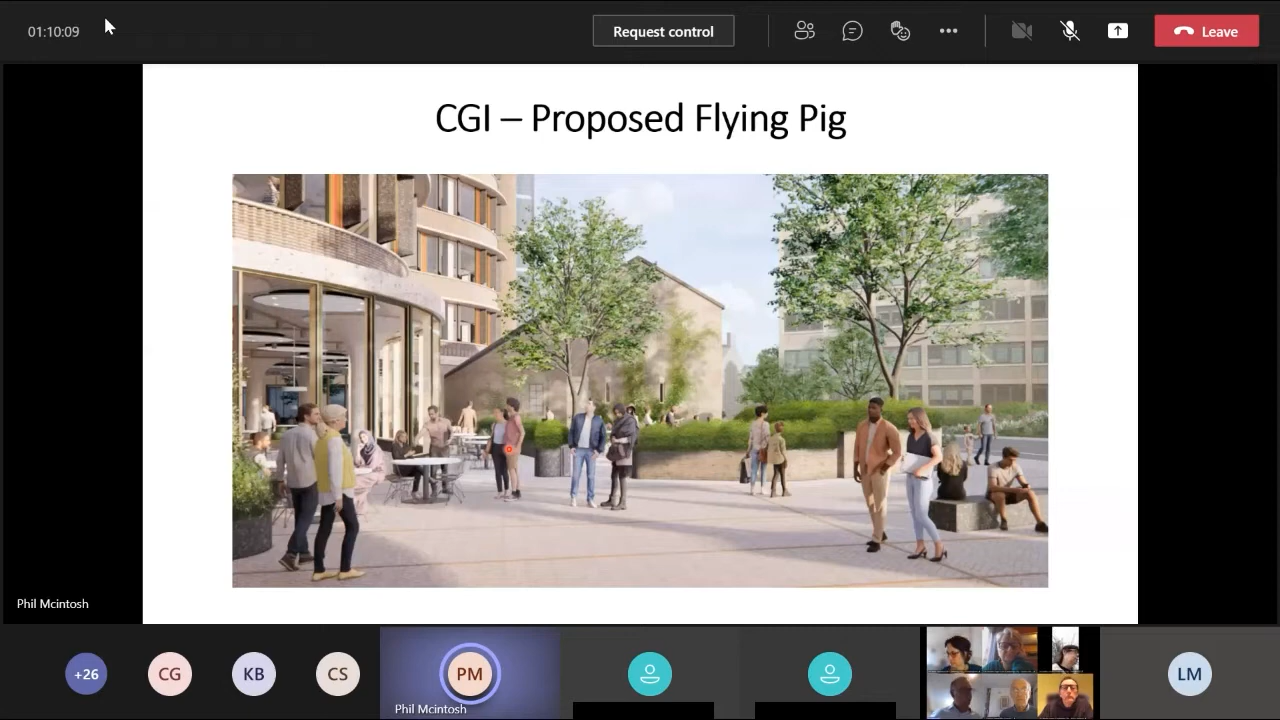 01:10:09
Request control
Leave
CGI – Proposed Flying Pig
Phil Mcintosh
+26
CG
KB
CS
PM
LM
Phil Mcintosh